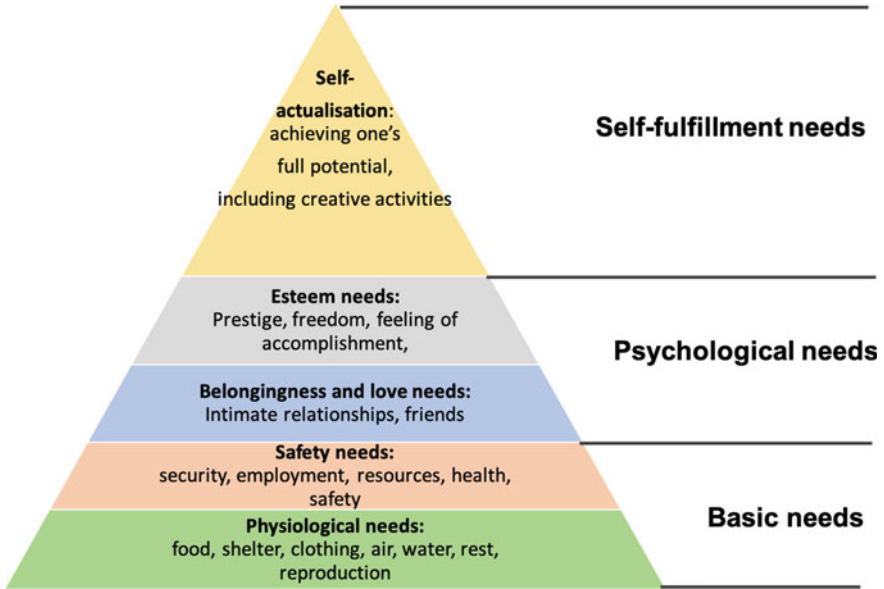 Self-
actualisation:
achieving one's
full potential,
including creative activities
Self-fulfillment needs
Esteem needs:
Prestige, freedom, feeling of
accomplishment,
Psychological needs
Belongingness and love needs:
Intimate relationships, friends
Safety needs:
security, employment, resources, health,
safety
Basic needs
Physiological needs:
food, shelter, clothing, air, water, rest,
reproduction